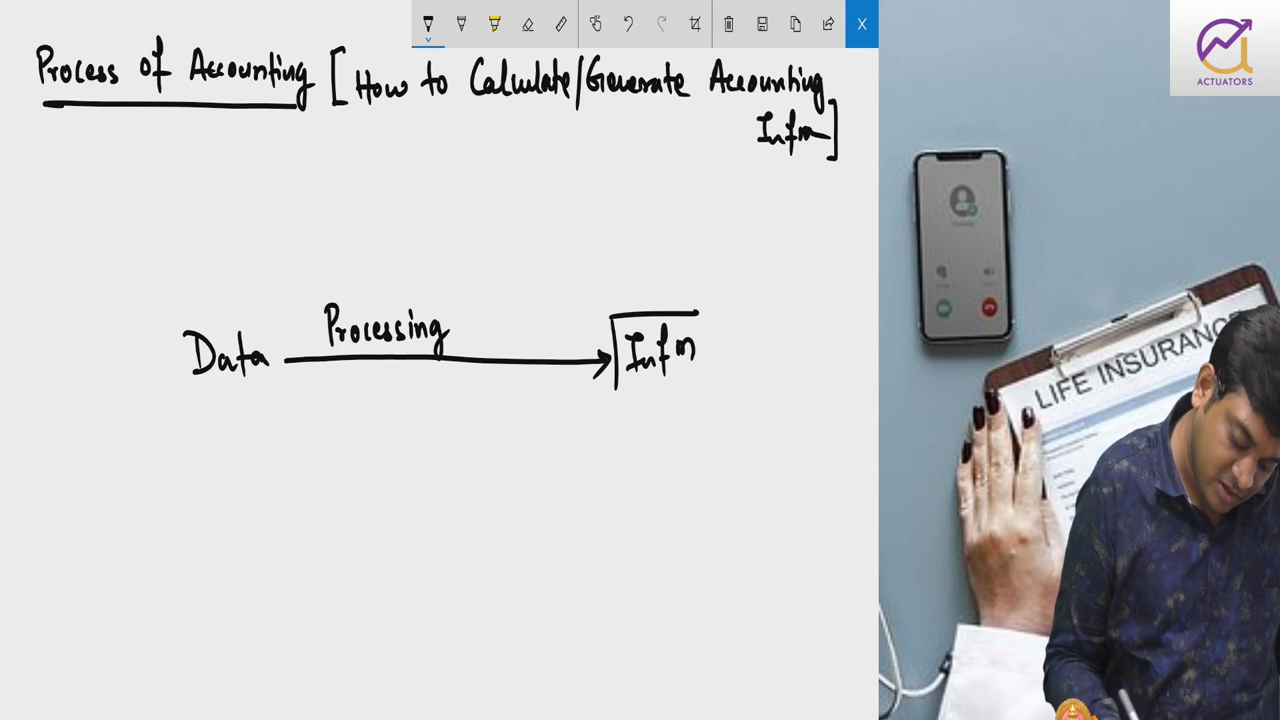 Process of Accounting [How to Calculate/Generate Accounting
Infm]
Processing
Data
Infm
ACTUATORS
LIFE INSURANCE